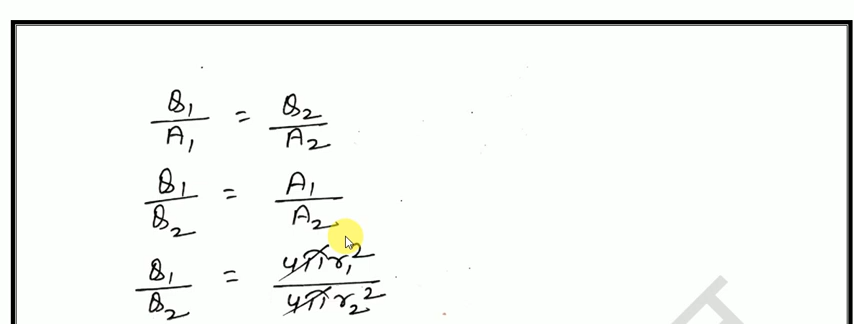 Q₁/A₁ = Q₂/A₂
Q₁/Q₂ = A₁/A₂
Q₁/Q₂ = 4πr₁²/4πr₂²